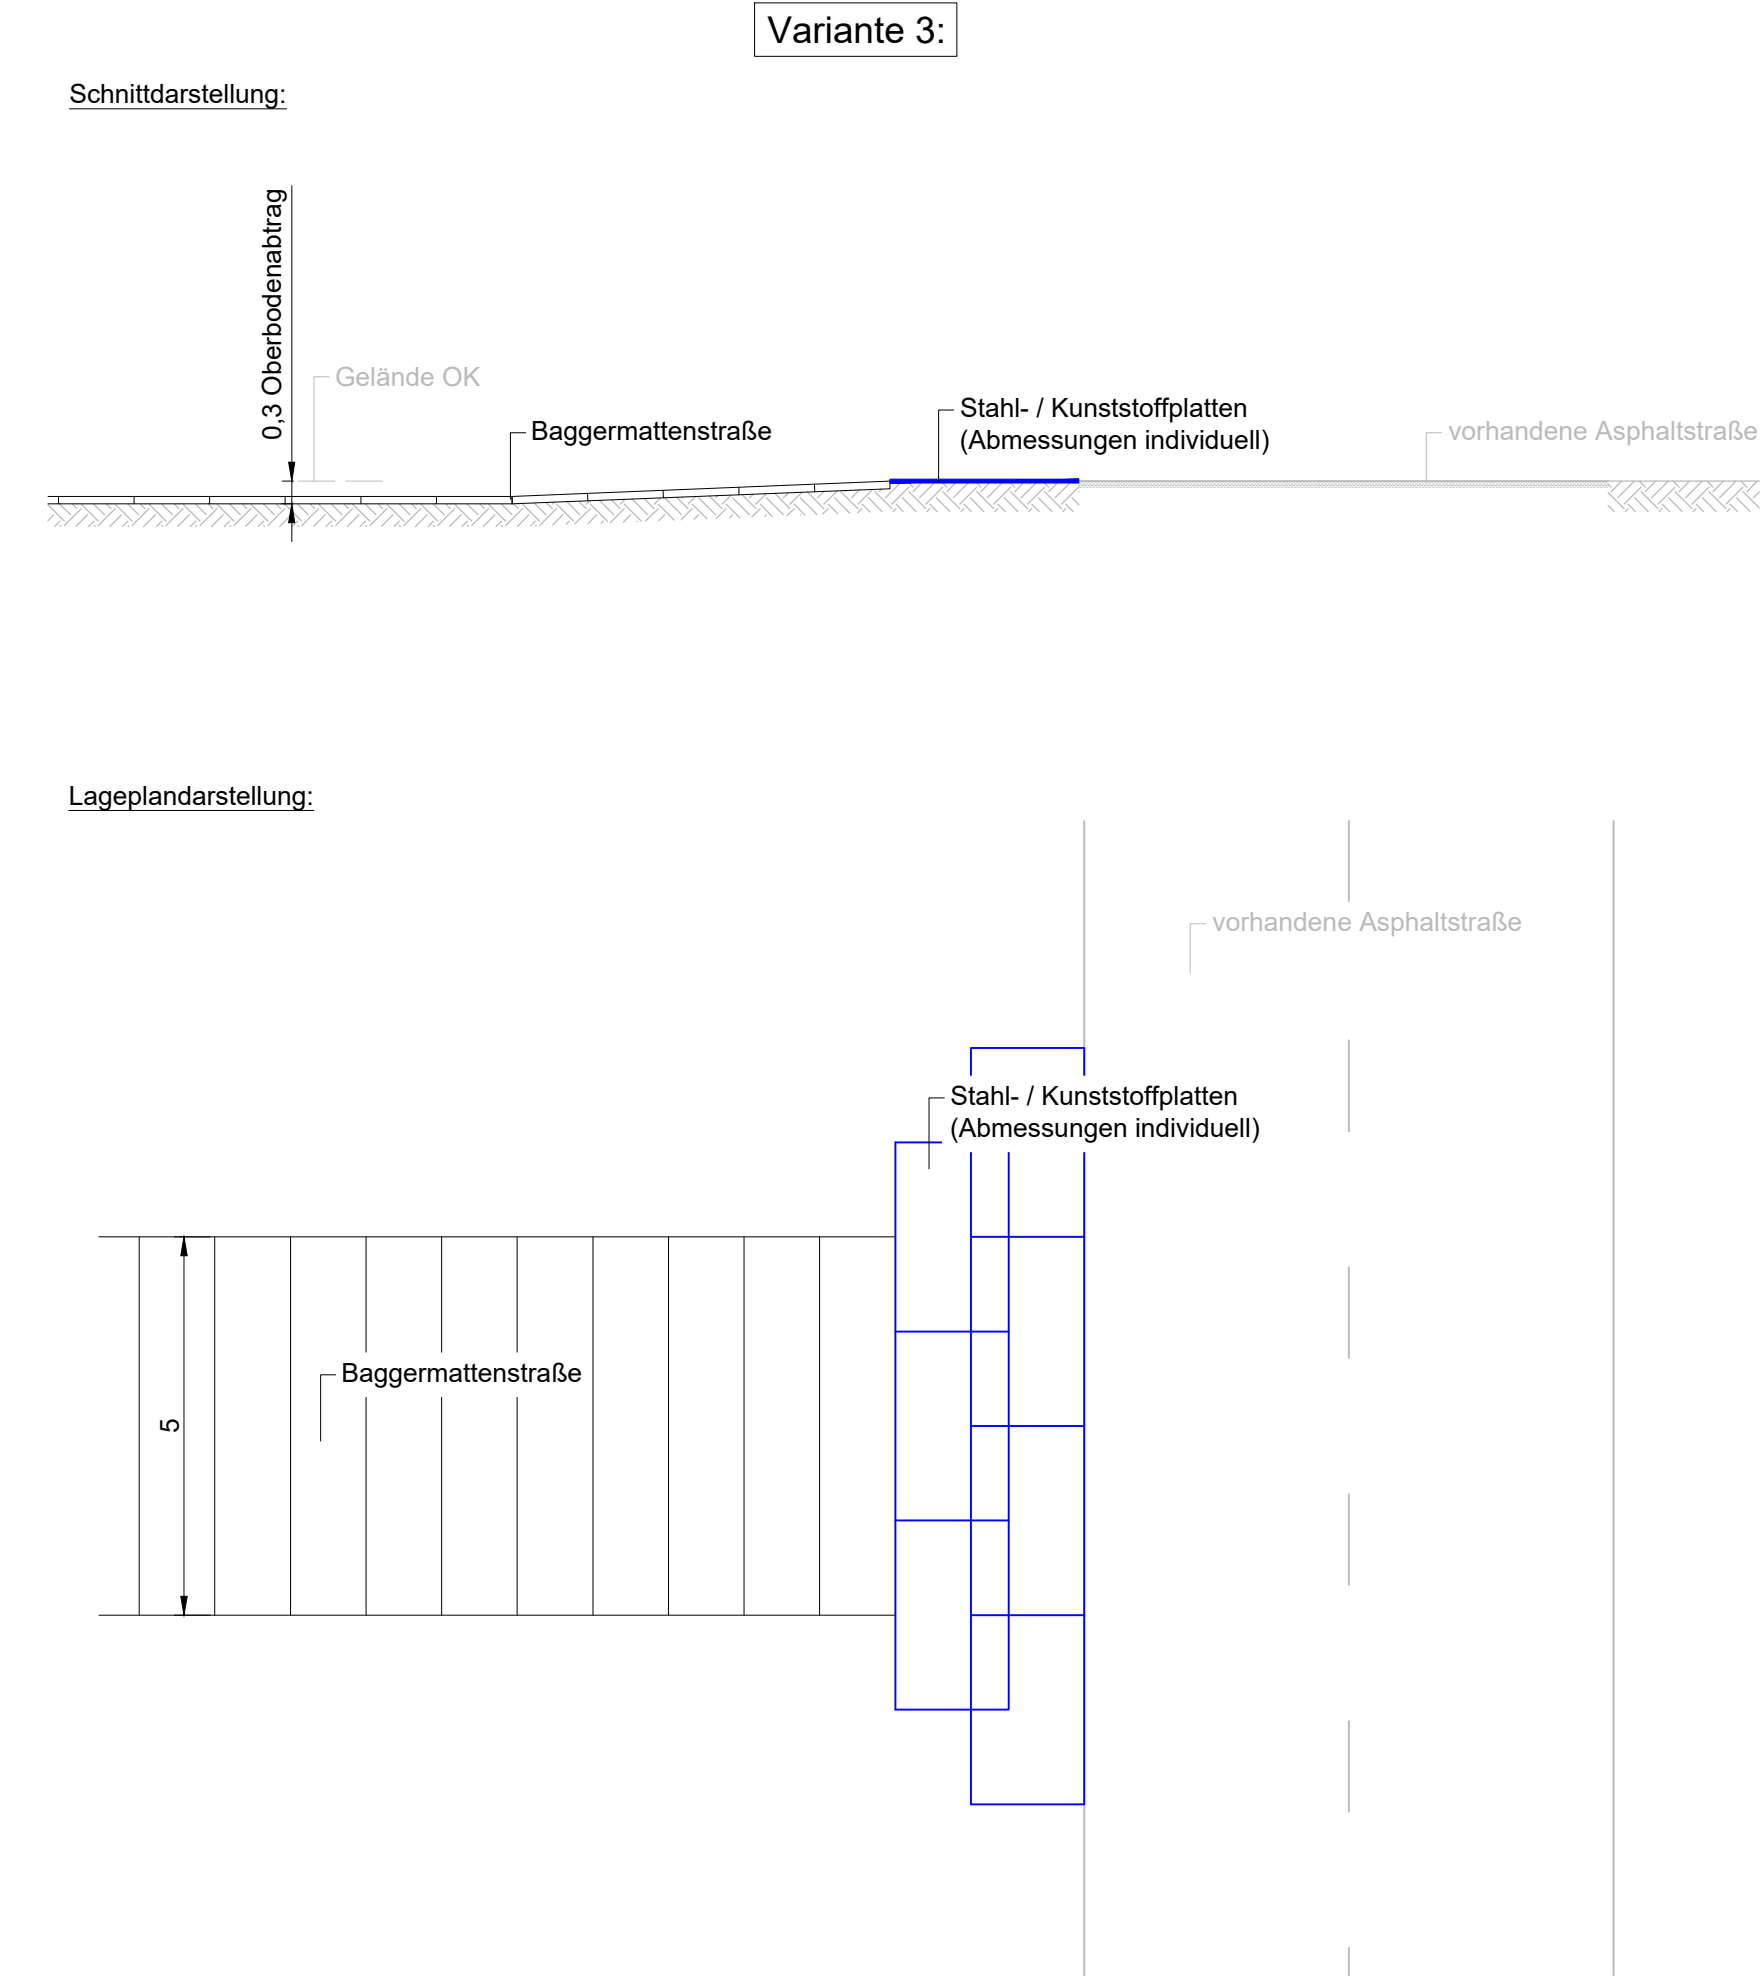 Variante 3:
Schnittdarstellung:
0,3 Oberbodenabtrag
Gelände OK
Baggermattenstraße
Stahl- / Kunststoffplatten
(Abmessungen individuell)
vorhandene Asphaltstraße
Lageplandarstellung:
vorhandene Asphaltstraße
Stahl- / Kunststoffplatten
(Abmessungen individuell)
Baggermattenstraße
5